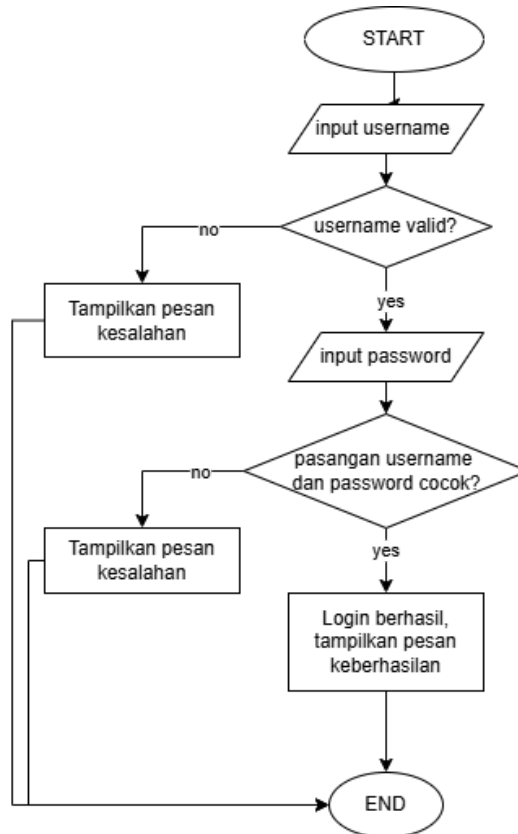 START
input username
username valid?
no
Tampilkan pesan
kesalahan
yes
input password
pasangan username
dan password cocok?
no
Tampilkan pesan
kesalahan
yes
Login berhasil,
tampilkan pesan
keberhasilan
END